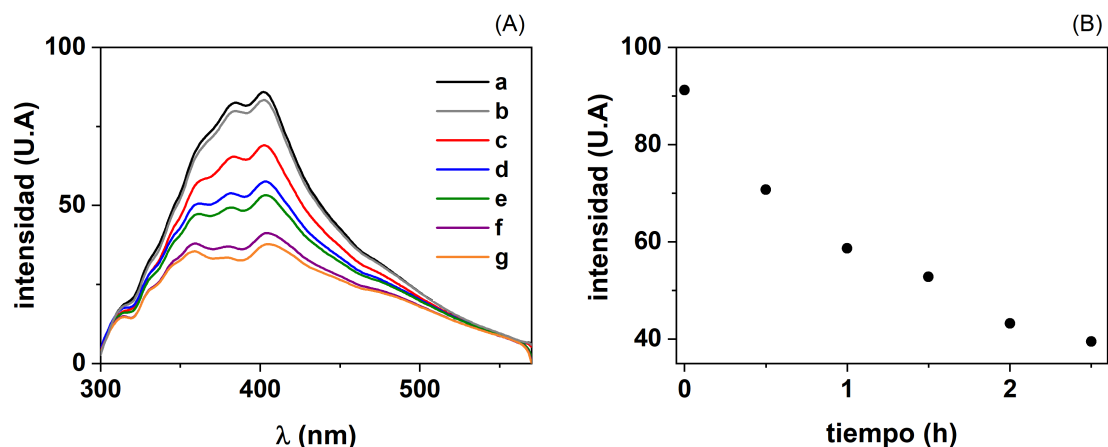 (A)
100
50
0
intensidad (U.A)
a
b
c
d
e
f
g
300
400
500
λ (nm)
(B)
100
80
60
40
intensidad (U.A)
0
1
2
tiempo (h)